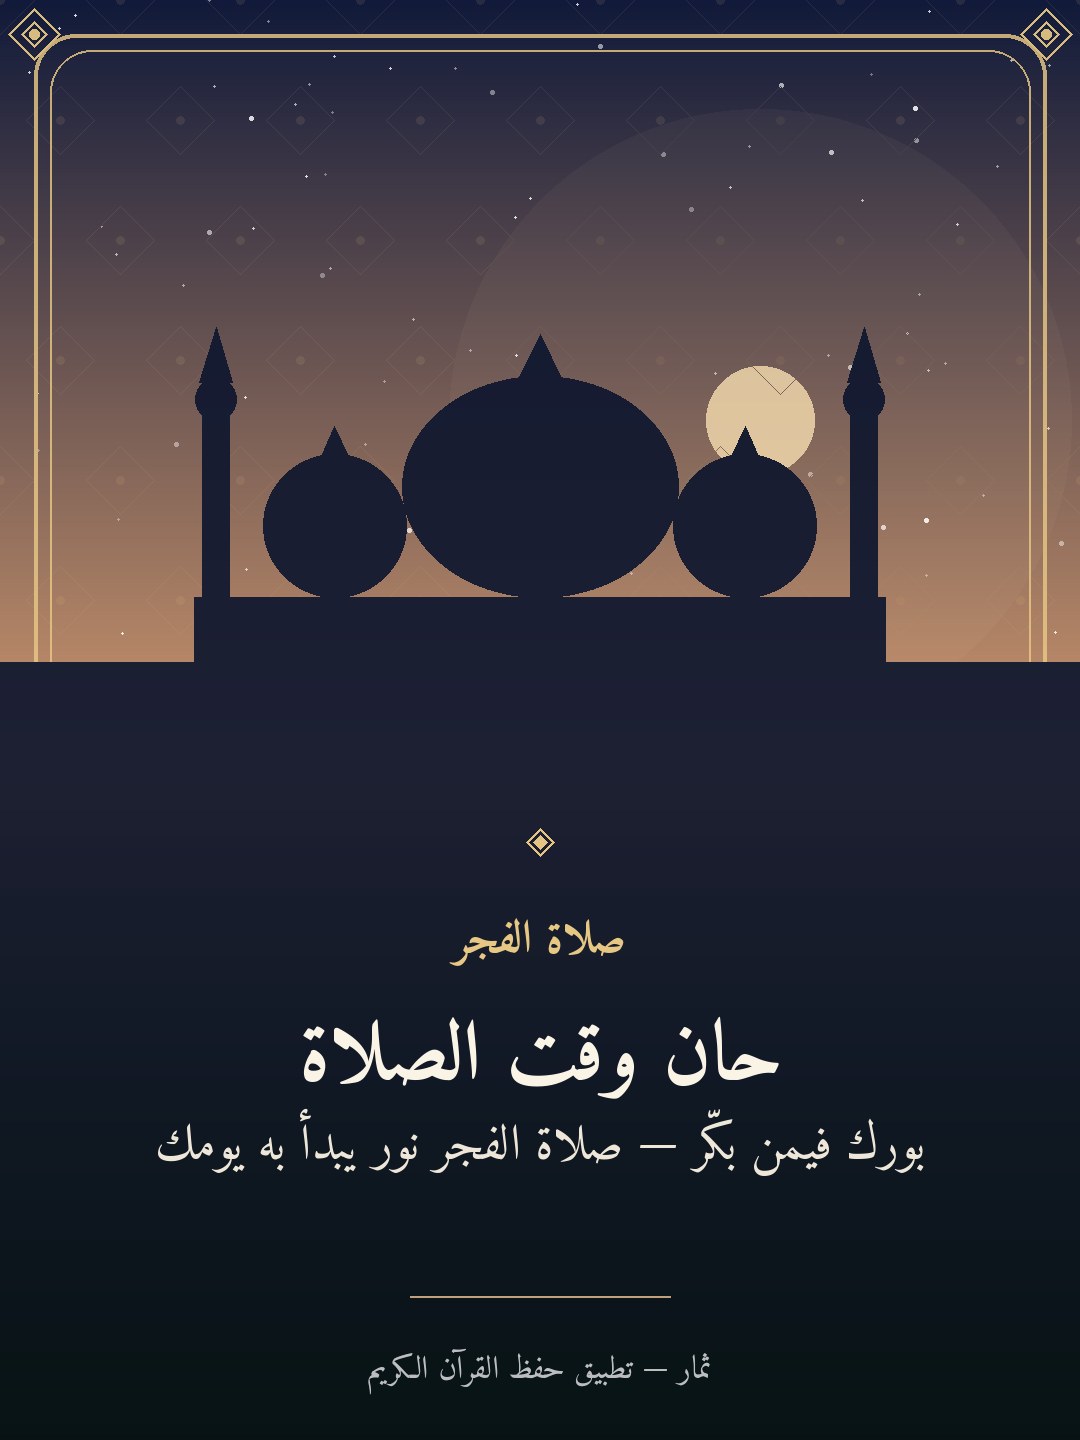 صلاة الفجر
حان وقت الصلاة
بورك فيمن بكّر — صلاة الفجر نور يبدأ به يومك
ثمار — تطبيق حفظ القرآن الكريم